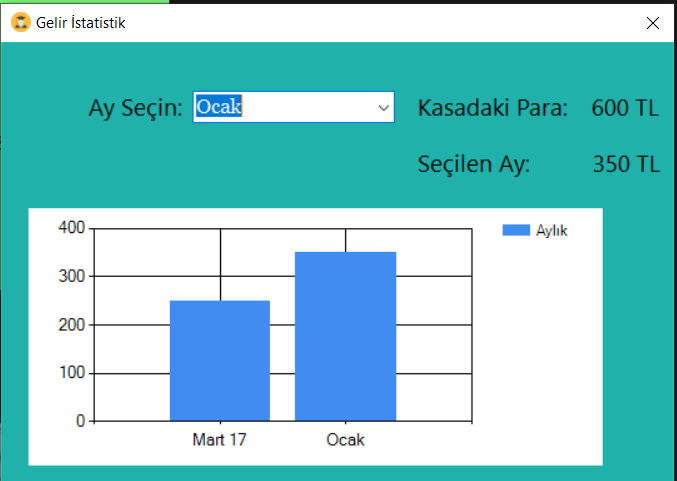 Gelir İstatistik
Ay Seçin: Ocak Kasadaki Para: 600 TL
Seçilen Ay: 350 TL
Aylık
400
300
200
100
0
Mart 17 Ocak